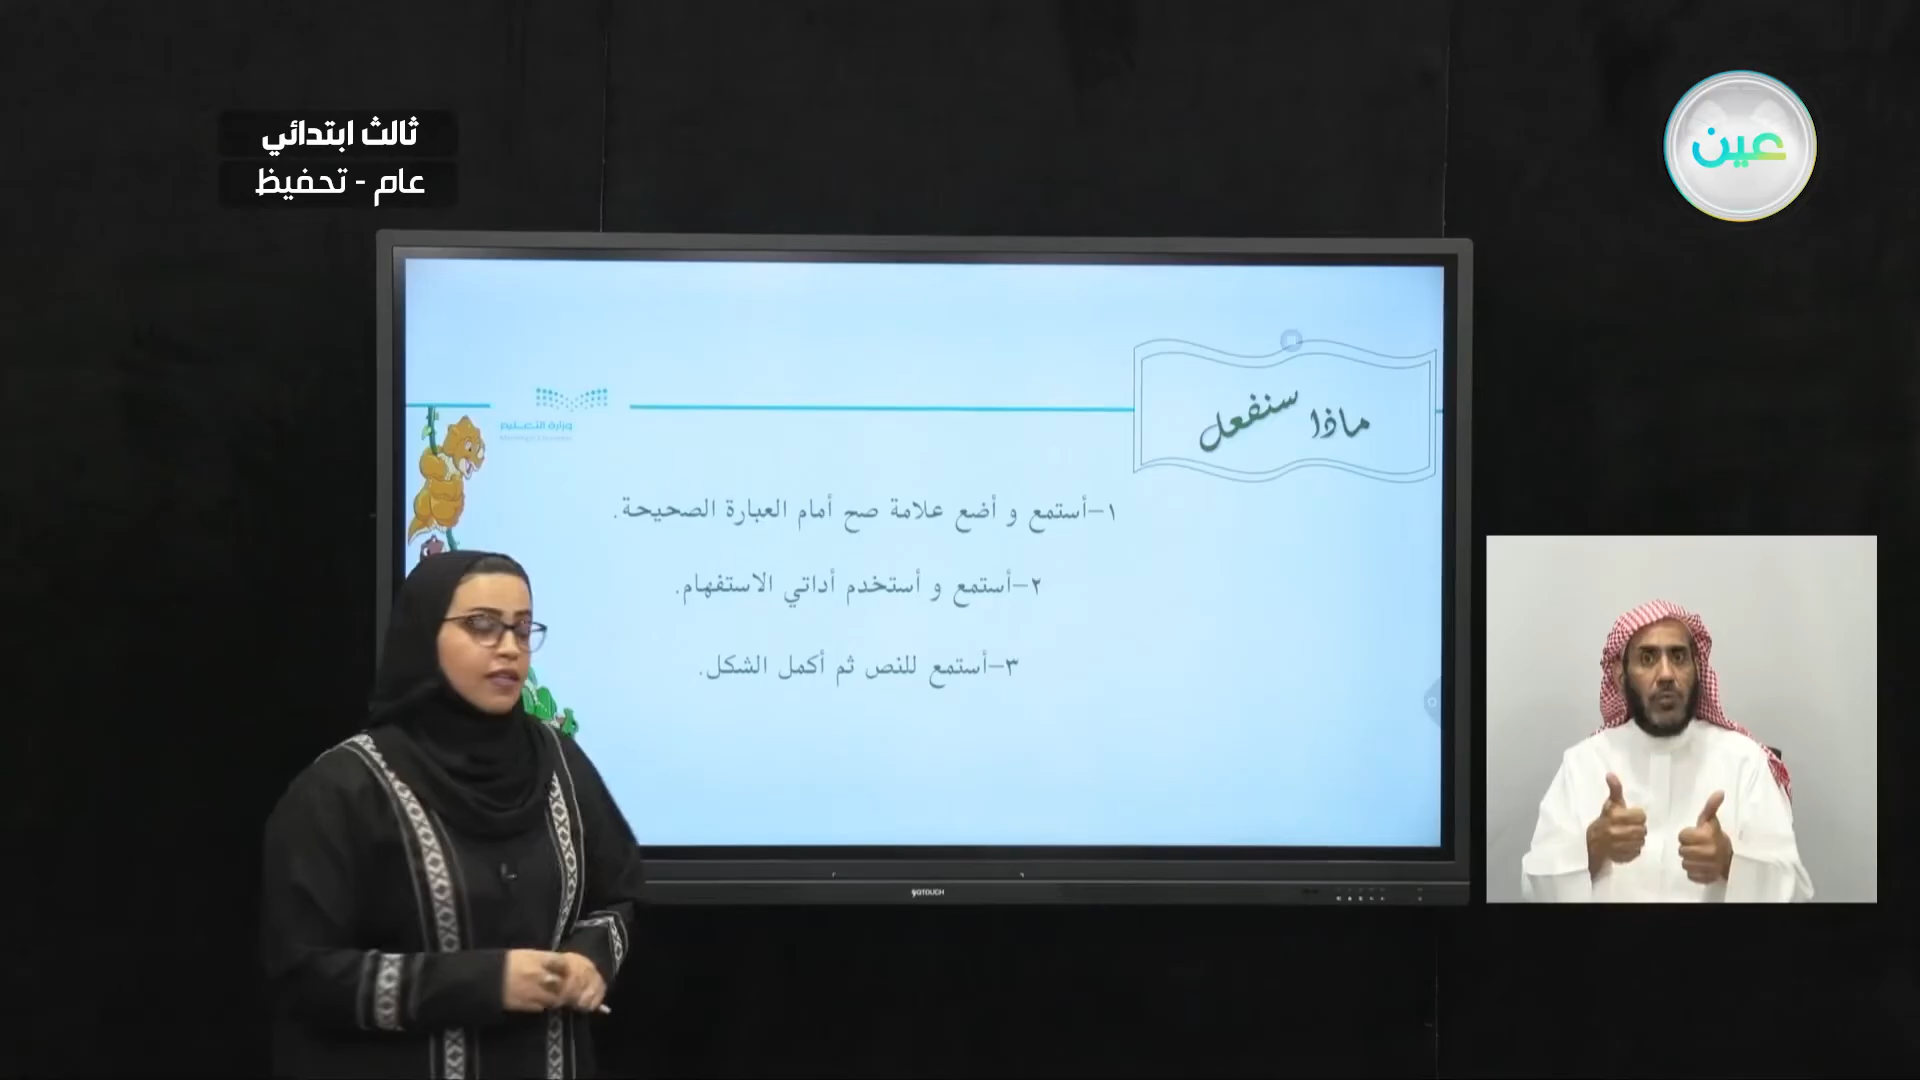 ثالث ابتدائي
عام - تحفيظ
عين
ماذا سنفعل
وزارة التعليم
١-أستمع و أضع علامة صح أمام العبارة الصحيحة.
٢-أستمع و أستخدم أداتي الاستفهام.
٣-أستمع للنص ثم أكمل الشكل.